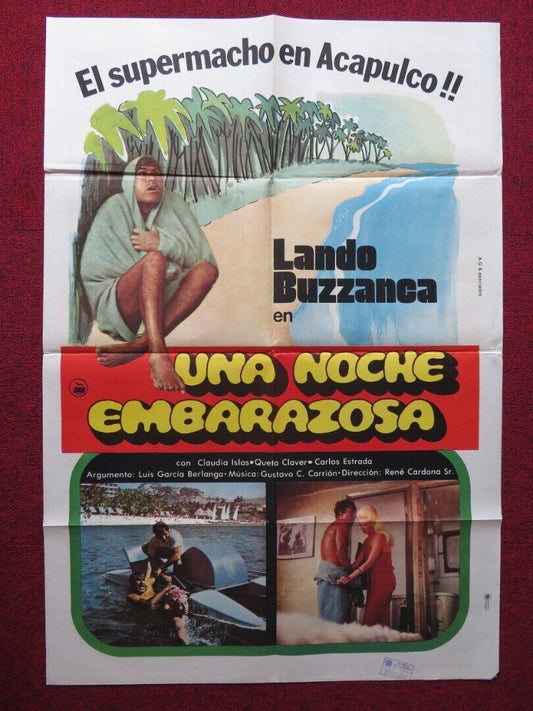 El supermacho en Acapulco!!
Lando
Buzzanca
en
A.G & asociados
UNA NOCHE
EMBARAZOSA
con Claudia Islas • Queta Claver • Carlos Estrada
Argumento: Luis García Berlanga • Música: Gustavo C. Carrión • Dirección: René Cardona Sr.